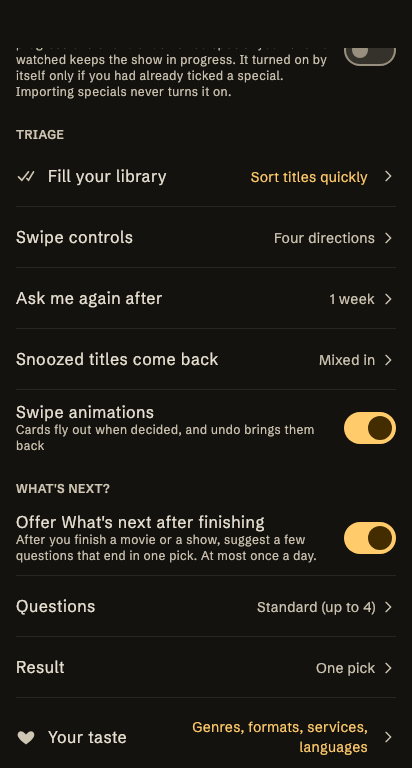 watched keeps the show in progress. It turned on by
itself only if you had already ticked a special.
Importing specials never turns it on.
TRIAGE
Fill your library
Sort titles quickly
Swipe controls
Four directions
Ask me again after
1 week
Snoozed titles come back
Mixed in
Swipe animations
Cards fly out when decided, and undo brings them
back
WHAT'S NEXT?
Offer What's next after finishing
After you finish a movie or a show, suggest a few
questions that end in one pick. At most once a day.
Questions
Standard (up to 4)
Result
One pick
Your taste
Genres, formats, services,
languages